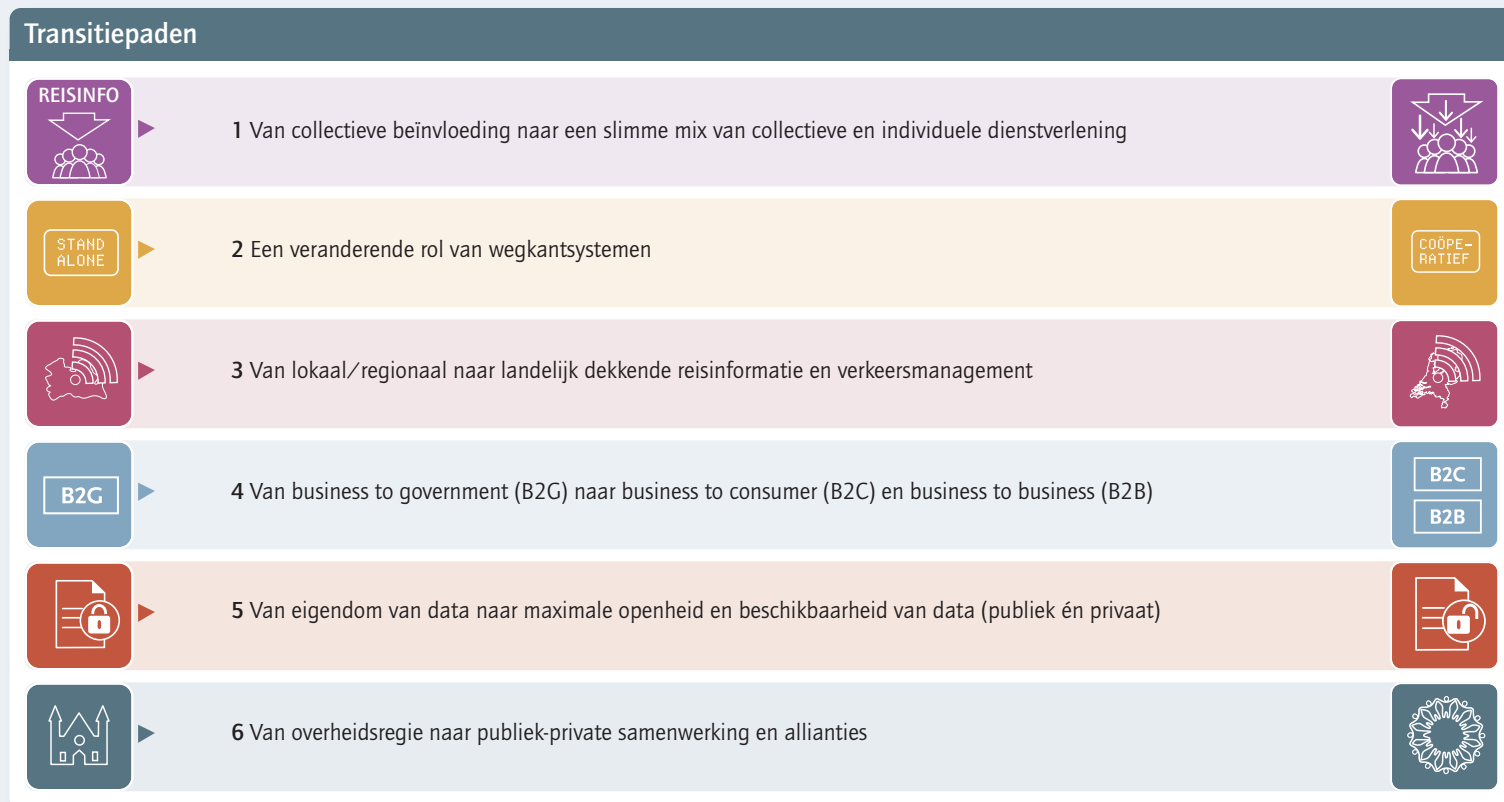 Transitiepaden
REISINFO
1 Van collectieve beïnvloeding naar een slimme mix van collectieve en individuele dienstverlening
STAND
ALONE
2 Een veranderende rol van wegkantsystemen
COÖPE-
RATIEF
3 Van lokaal/regionaal naar landelijk dekkende reisinformatie en verkeersmanagement
B2G
4 Van business to government (B2G) naar business to consumer (B2C) en business to business (B2B)
B2C
B2B
5 Van eigendom van data naar maximale openheid en beschikbaarheid van data (publiek én privaat)
6 Van overheidsregie naar publiek-private samenwerking en allianties